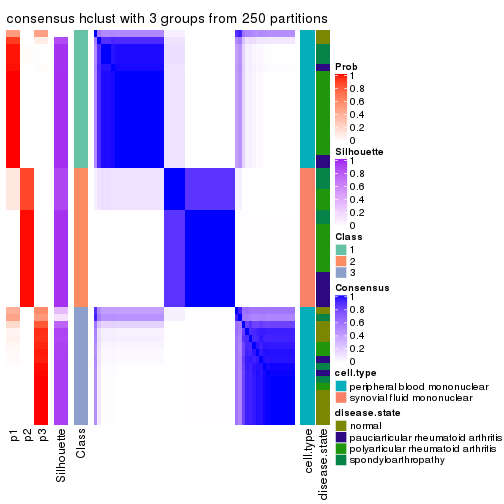 consensus hclust with 3 groups from 250 partitions
Prob
1
0.8
0.6
0.4
0.2
0
Silhouette
1
0.8
0.6
0.4
0.2
0
Class
1
2
3
Consensus
1
0.8
0.6
0.4
0.2
0
cell.type
peripheral blood mononuclear
synovial fluid mononuclear
disease.state
normal
pauciarticular rheumatoid arthritis
polyarticular rheumatoid arthritis
spondyloarthropathy
p1
p2
p3
Silhouette
Class
cell.type
disease.state